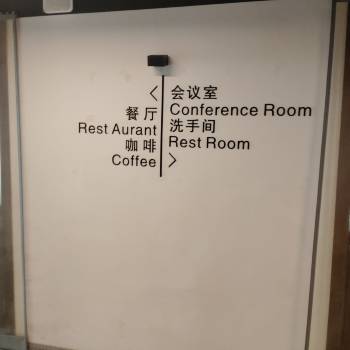 <
餐厅
Rest Aurant
咖啡
Coffee
会议室
Conference Room
洗手间
Rest Room
>